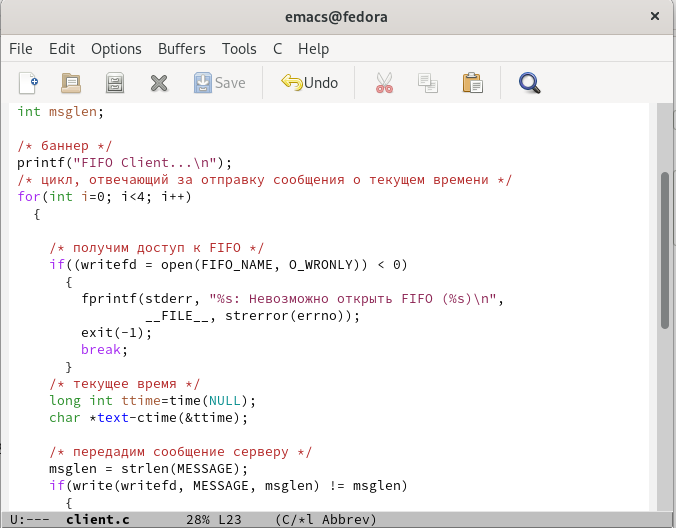 emacs@fedora ×
File Edit Options Buffers Tools C Help
Save Undo
int msglen;
/* баннер */
printf("FIFO Client...\n");
/* цикл, отвечающий за отправку сообщения о текущем времени */
for(int i=0; i<4; i++)
{
/* получим доступ к FIFO */
if((writefd = open(FIFO_NAME, O_WRONLY)) < 0)
{
fprintf(stderr, "%s: Невозможно открыть FIFO (%s)\n",
__FILE__, strerror(errno));
exit(-1);
break;
}
/* текущее время */
long int ttime=time(NULL);
char *text-ctime(&ttime);
/* передадим сообщение серверу */
msglen = strlen(MESSAGE);
if(write(writefd, MESSAGE, msglen) != msglen)
{
U:--- client.c 28% L23 (C/*l Abbrev)